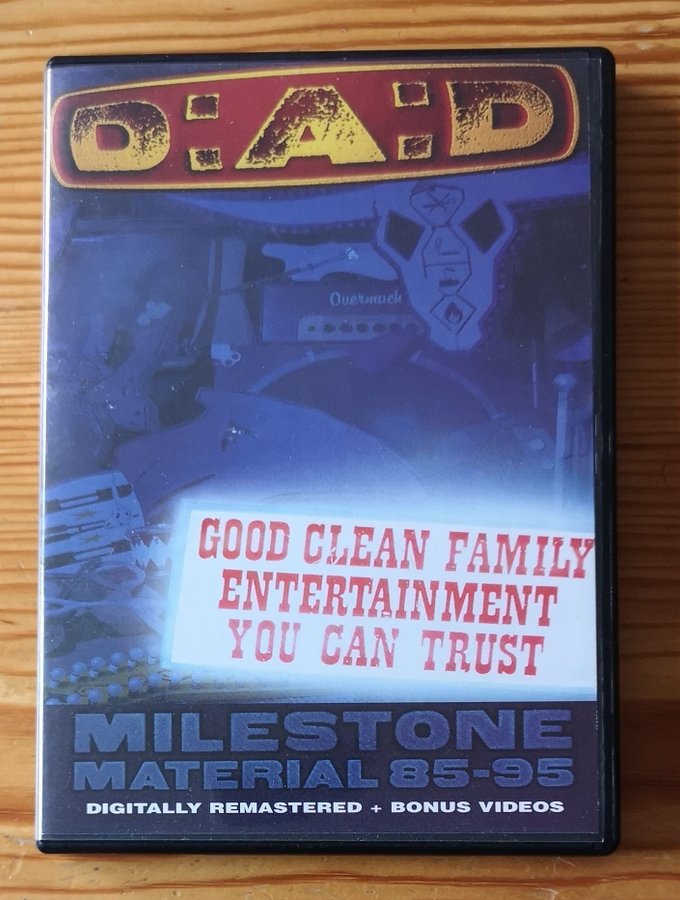 D:A:D
Overmuch
GOOD CLEAN FAMILY
ENTERTAINMENT
YOU CAN TRUST
MILESTONE
MATERIAL 85-95
DIGITALLY REMASTERED + BONUS VIDEOS